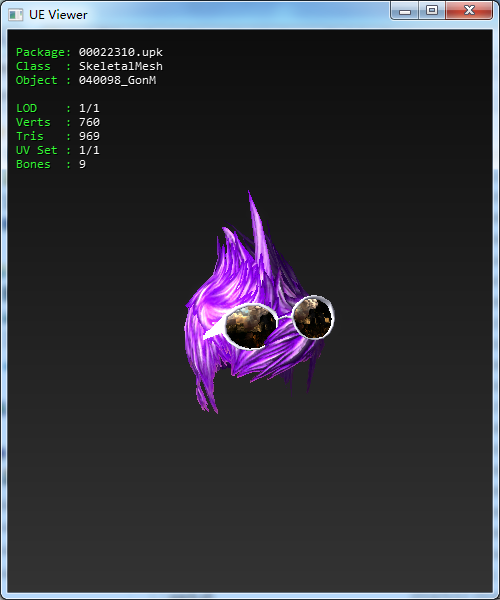 UE Viewer
Package: 00022310.upk
Class : SkeletalMesh
Object : 040098_GonM
LOD : 1/1
Verts : 760
Tris : 969
UV Set : 1/1
Bones : 9